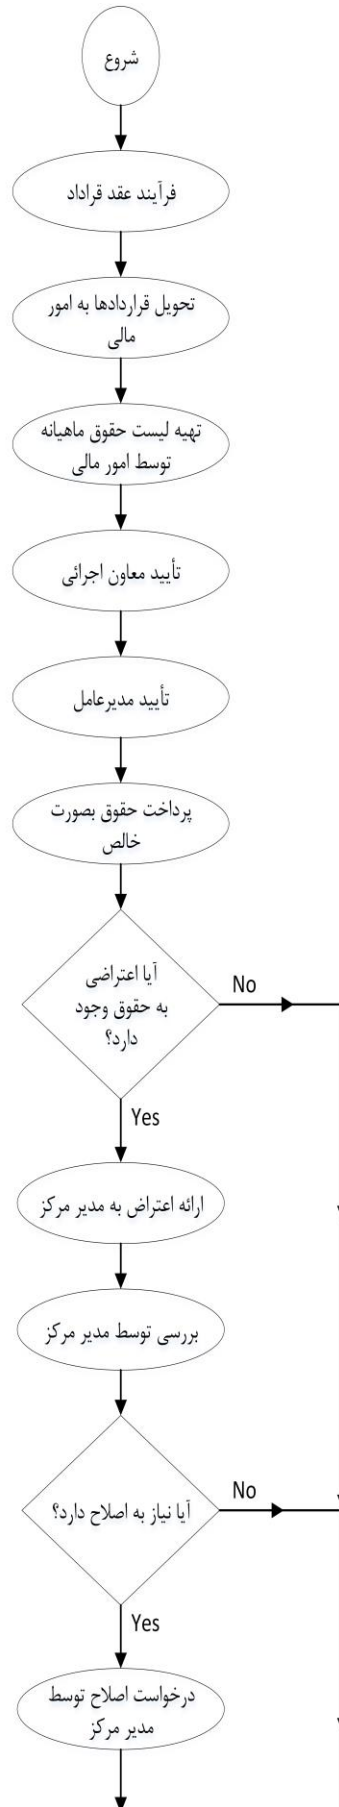 شروع
فرآیند عقد قراداد
تحویل قراردادها به امور
مالی
تهیه لیست حقوق ماهیانه
توسط امور مالی
تأیید معاون اجرائی
تأیید مدیرعامل
پرداخت حقوق بصورت
خالص
آیا اعتراضی
به حقوق وجود
دارد؟
No
Yes
ارائه اعتراض به مدیر مرکز
بررسی توسط مدیر مرکز
آیا نیاز به اصلاح دارد؟
No
Yes
درخواست اصلاح توسط
مدیر مرکز